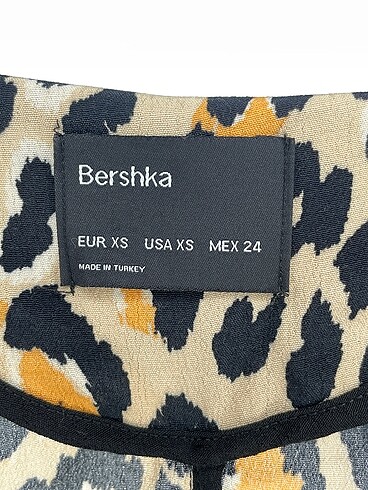 Bershka
EUR XS USA XS MEX 24
MADE IN TURKEY